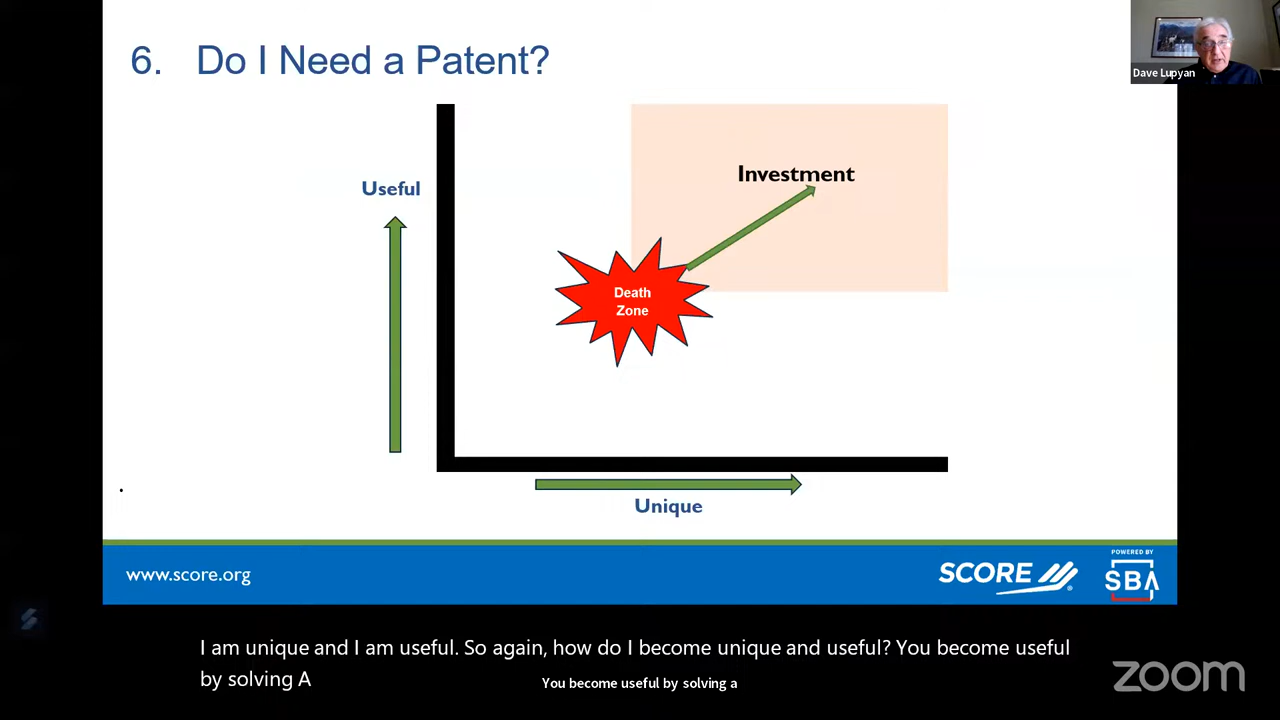 6. Do I Need a Patent?
Dave Lupyan
Useful
Investment
Death
Zone
Unique
www.score.org
SCORE
POWERED BY
SBA
I am unique and I am useful. So again, how do I become unique and useful? You become useful
by solving A
You become useful by solving a
zoom